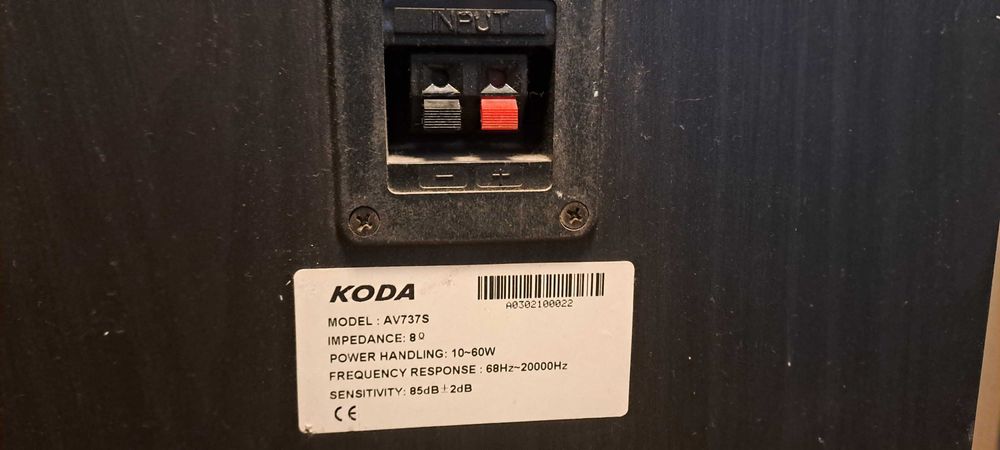 INPUT
- +
KODA
A0302100022
MODEL : AV737S
IMPEDANCE: 8Ω
POWER HANDLING: 10~60W
FREQUENCY RESPONSE : 68Hz~20000Hz
SENSITIVITY: 85dB±2dB
CE